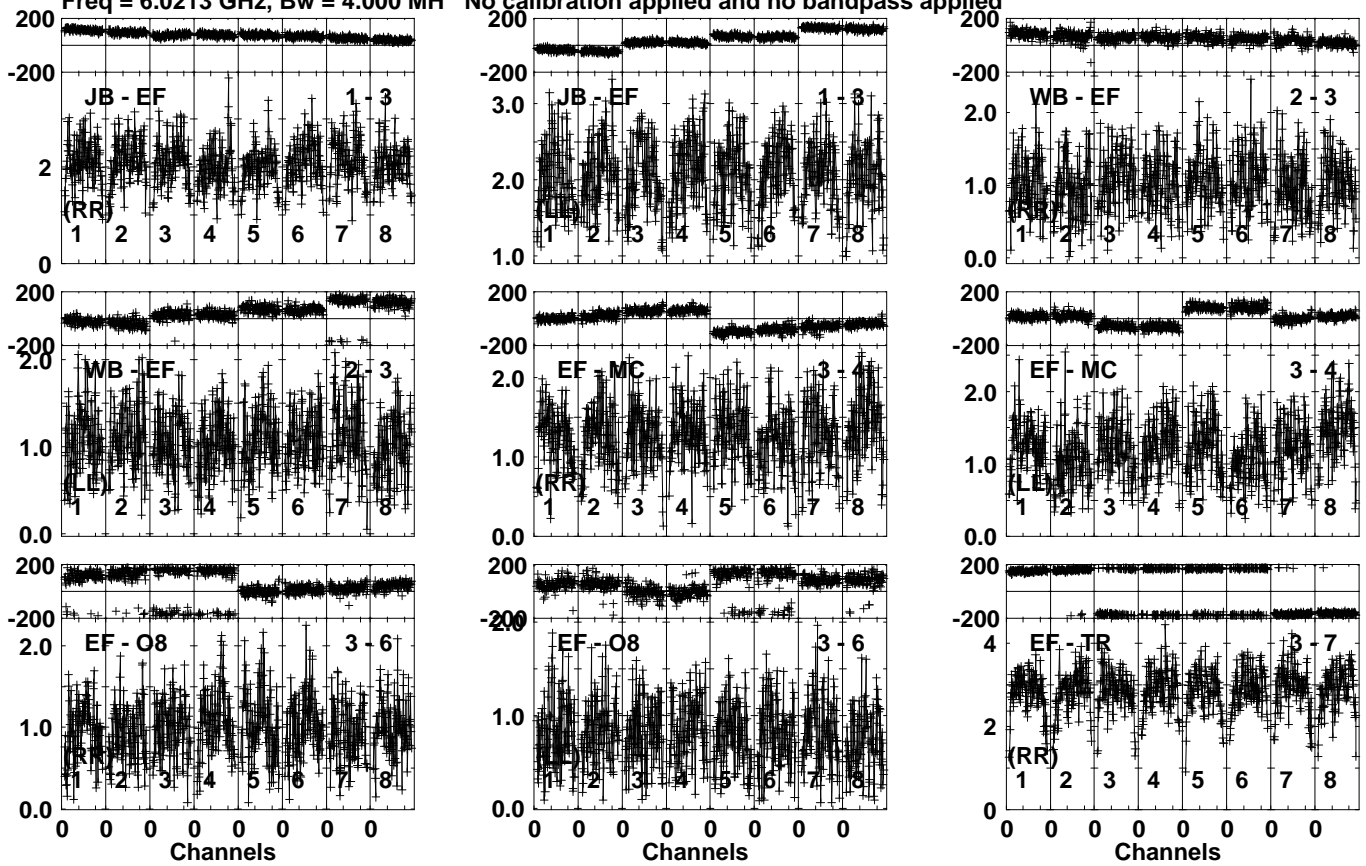 Freq = 6.0213 GHz, Bw = 4.000 MH   No calibration applied and no bandpass applied
200 200 200
-200 -200 -200
JB - EF 1 - 3 JB - EF 1 - 3 WB - EF 2 - 3
3.0 2.0
2 2.0 1.0
(RR) (LL) (RR)
1 2 3 4 5 6 7 8 1 2 3 4 5 6 7 8 1 2 3 4 5 6 7 8
0 1.0 0.0
200 200 200
-200 -200 -200
2.0
WB - EF 2 - 3 EF - MC 3 - 4 EF - MC 3 - 4
2.0 2.0
1.0 1.0 1.0
(LL) (RR) (LL)
1 2 3 4 5 6 7 8 1 2 3 4 5 6 7 8 1 2 3 4 5 6 7 8
0.0 0.0 0.0
200 200 200
-200 -200 -200
2.0
EF - O8 3 - 6 EF - O8 3 - 6 EF - TR 3 - 7
2.0 4
1.0 1.0 2
(RR) (LL) (RR)
1 2 3 4 5 6 7 8 1 2 3 4 5 6 7 8 1 2 3 4 5 6 7 8
0.0 0.0 0
0 0 0 0 0 0 0 0 0 0 0 0 0 0 0 0 0 0 0 0 0 0 0 0
Channels Channels Channels